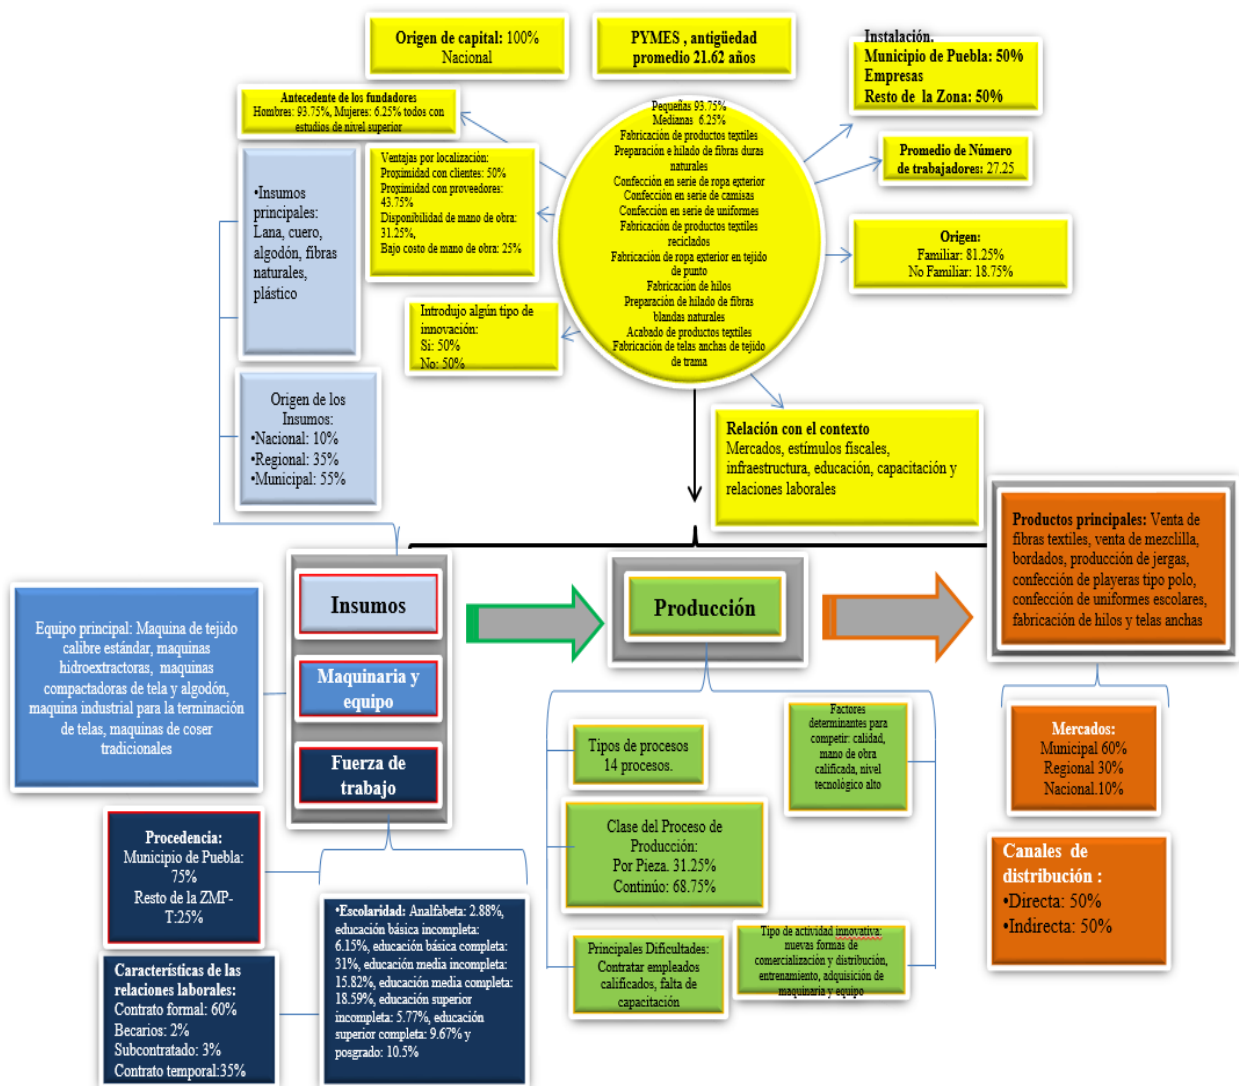 Origen de capital: 100%
Nacional
PYMES , antigüedad
promedio 21.62 años
Instalación.
Municipio de Puebla: 50%
Empresas
Resto de la Zona: 50%
Antecedente de los fundadores
Hombres: 93.75%, Mujeres: 6.25% todos con
estudios de nivel superior
Pequeñas 93.75%
Medianas 6.25%
Fabricación de productos textiles
Preparación e hilado de fibras duras
naturales
Confección en serie de ropa exterior
Confección en serie de camisas
Confección en serie de uniformes
Fabricación de productos textiles
reciclados
Fabricación de ropa exterior en tejido
de punto
Fabricación de hilos
Preparación de hilado de fibras
blandas naturales
Acabado de productos textiles
Fabricación de telas anchas de tejido
de trama
Promedio de Número
de trabajadores: 27.25
Ventajas por localización:
Proximidad con clientes: 50%
Proximidad con proveedores:
43.75%
Disponibilidad de mano de obra:
31.25%,
Bajo costo de mano de obra: 25%
•Insumos
principales:
Lana, cuero,
algodón, fibras
naturales,
plástico
Origen:
Familiar: 81.25%
No Familiar: 18.75%
Introdujo algún tipo de
innovación:
Si: 50%
No: 50%
Origen de los
Insumos:
•Nacional: 10%
•Regional: 35%
•Municipal: 55%
Relación con el contexto
Mercados, estímulos fiscales,
infraestructura, educación, capacitación y
relaciones laborales
Productos principales: Venta de
fibras textiles, venta de mezclilla,
bordados, producción de jergas,
confección de playeras tipo polo,
confección de uniformes escolares,
fabricación de hilos y telas anchas
Insumos
Producción
Equipo principal: Maquina de tejido
calibre estándar, maquinas
hidroextractoras, maquinas
compactadoras de tela y algodón,
maquina industrial para la terminación
de telas, maquinas de coser
tradicionales
Maquinaria y
equipo
Fuerza de
trabajo
Tipos de procesos
14 procesos.
Factores
determinantes para
competir: calidad,
mano de obra
calificada, nivel
tecnológico alto
Mercados:
Municipal 60%
Regional 30%
Nacional.10%
Procedencia:
Municipio de Puebla:
75%
Resto de la ZMP-
T:25%
Clase del Proceso de
Producción:
Por Pieza. 31.25%
Continúo: 68.75%
Canales de
distribución :
•Directa: 50%
•Indirecta: 50%
•Escolaridad: Analfabeta: 2.88%,
educación básica incompleta:
6.15%, educación básica completa:
31%, educación media incompleta:
15.82%, educación media completa:
18.59%, educación superior
incompleta: 5.77%, educación
superior completa: 9.67% y
posgrado: 10.5%
Principales Dificultades:
Contratar empleados
calificados, falta de
capacitación
Tipo de actividad innovativa:
nuevas formas de
comercialización y distribución,
entrenamiento, adquisición de
maquinaria y equipo
Características de las
relaciones laborales:
Contrato formal: 60%
Becarios: 2%
Subcontratado: 3%
Contrato temporal:35%